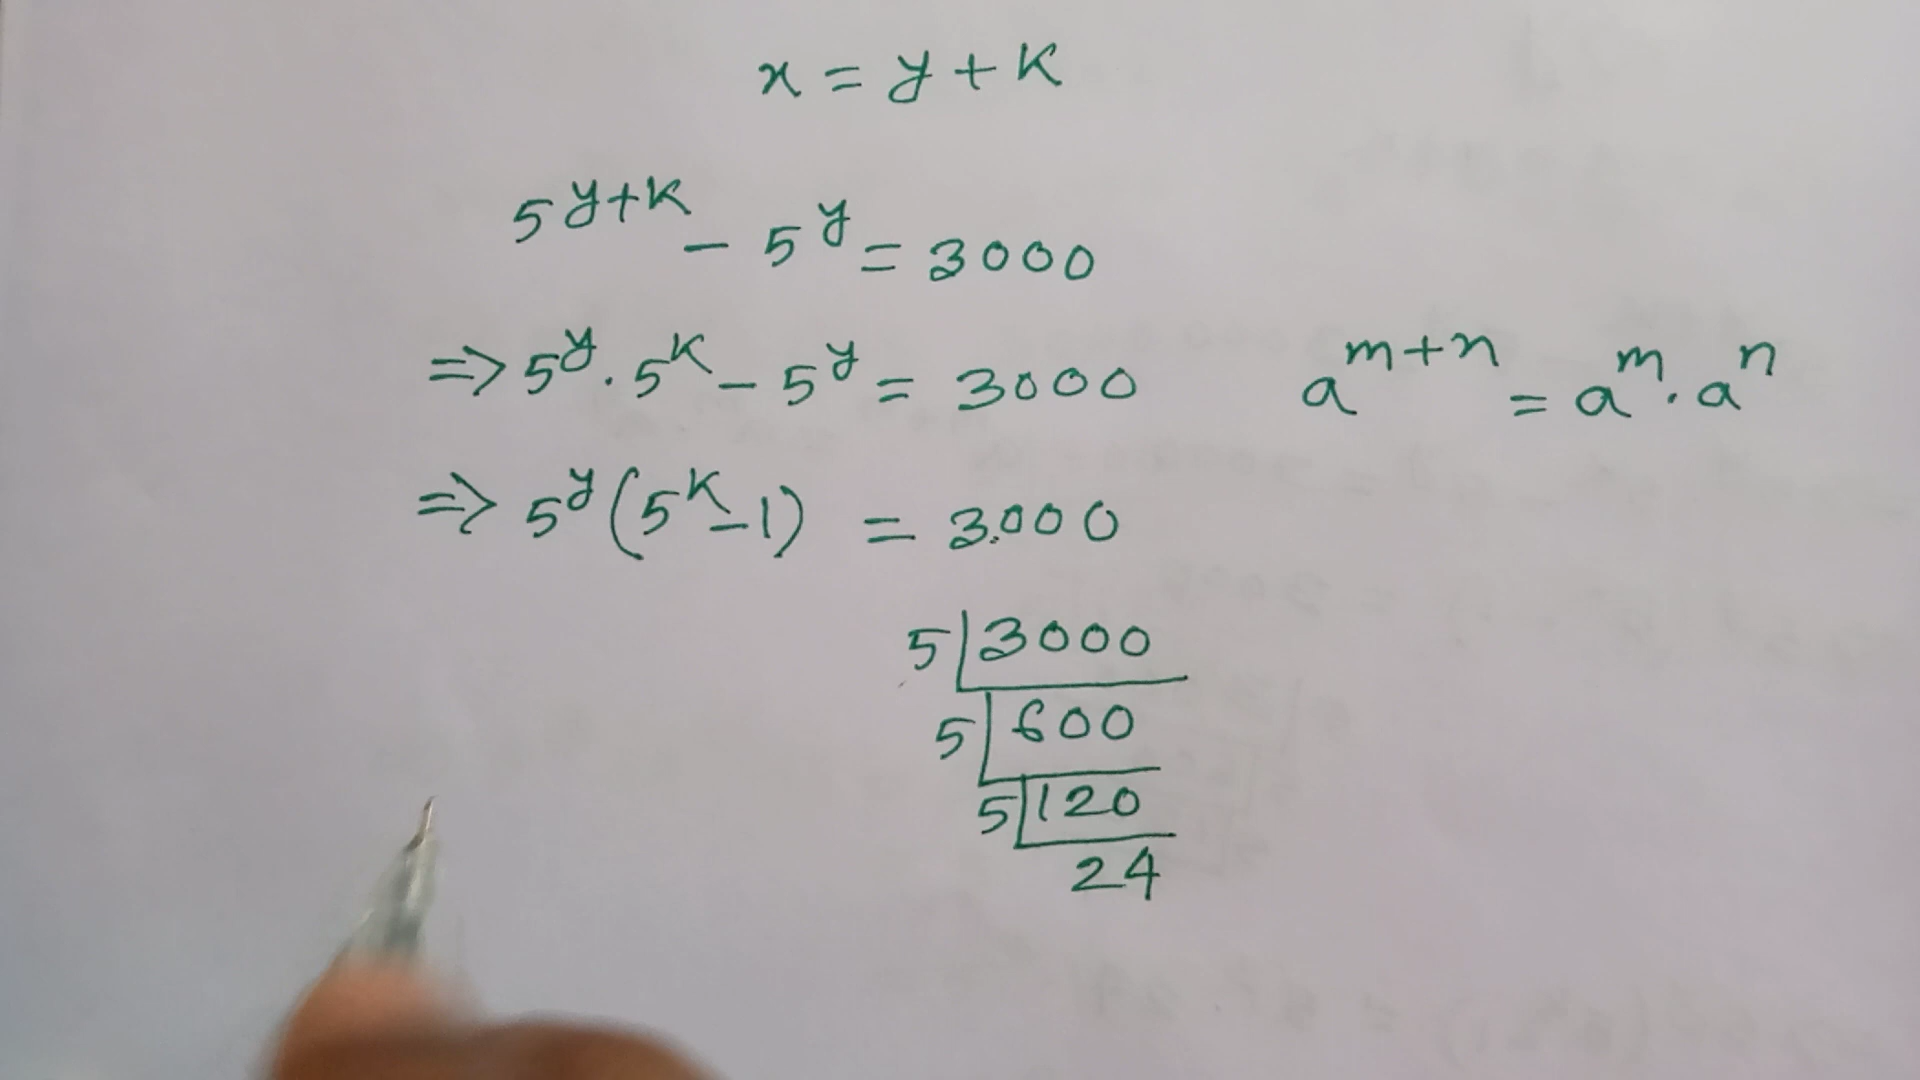 x = y + k
5^{y+k} - 5^y = 3000
=> 5^y . 5^k - 5^y = 3000
a^{m+n} = a^m . a^n
=> 5^y (5^k - 1) = 3000
5 | 3000
5 | 600
5 | 120
24